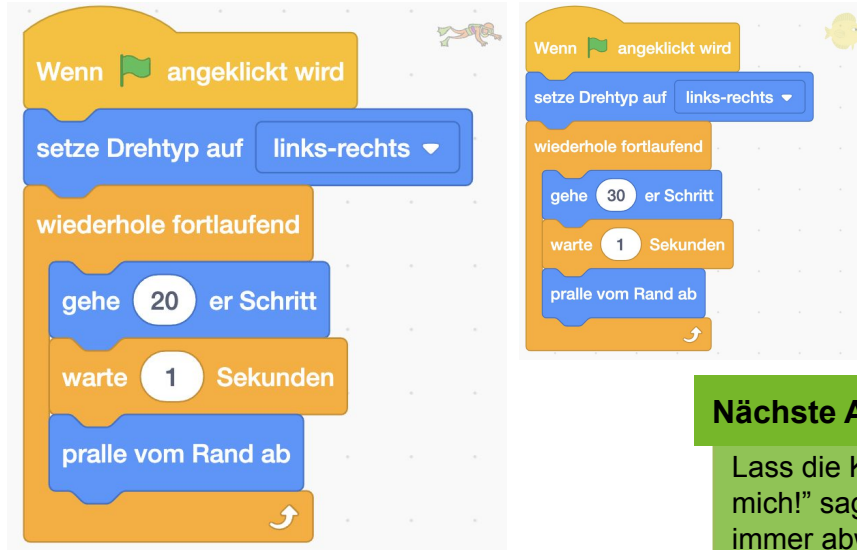 Wenn angeklickt wird
setze Drehtyp auf links-rechts
wiederhole fortlaufend
gehe 20 er Schritt
warte 1 Sekunden
pralle vom Rand ab
Wenn angeklickt wird
setze Drehtyp auf links-rechts
wiederhole fortlaufend
gehe 30 er Schritt
warte 1 Sekunden
pralle vom Rand ab
Nächste
Lass die
mich!”
immer